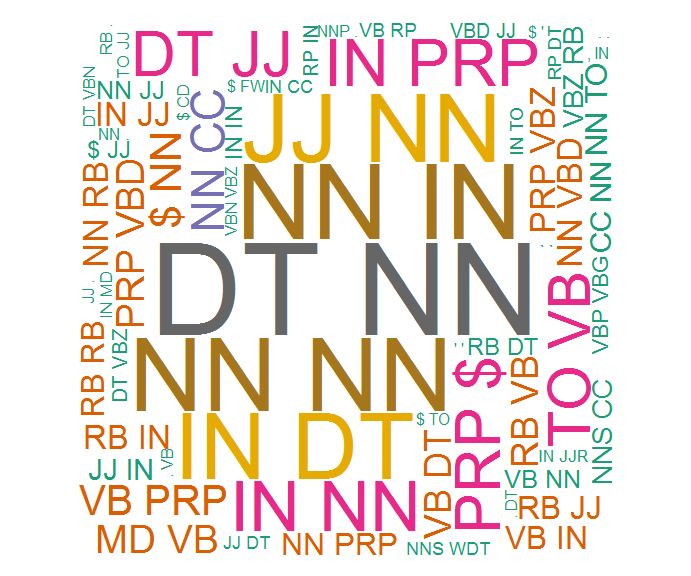 RB .
TO JJ
DT JJ
IN PRP
RP IN
NNP .
VB RP
VBD JJ
$ '
RP DT
VBZ RB
, IN
DT VBN
NN JJ
IN JJ
$ CD
NN CC
$ FW
IN CC
JJ NN
IN TO
PRP VBZ
NN TO
NN .
$ JJ
$ NN
IN IN
VBN VBZ
NN IN
NN VBD
CC NN
NN RB
PRP VBD
DT NN
JJ .
IN MD
VBP VBG
TO VB
RB RB
DT VBZ
NN NN
RB DT
PRP $
RB VB
NNS CC
RB IN
IN DT
$ TO
VB DT
JJ IN
. VB
IN JJR
VB NN
VB PRP
IN NN
. DT
RB JJ
MD VB
JJ DT
NN PRP
NNS WDT
VB IN